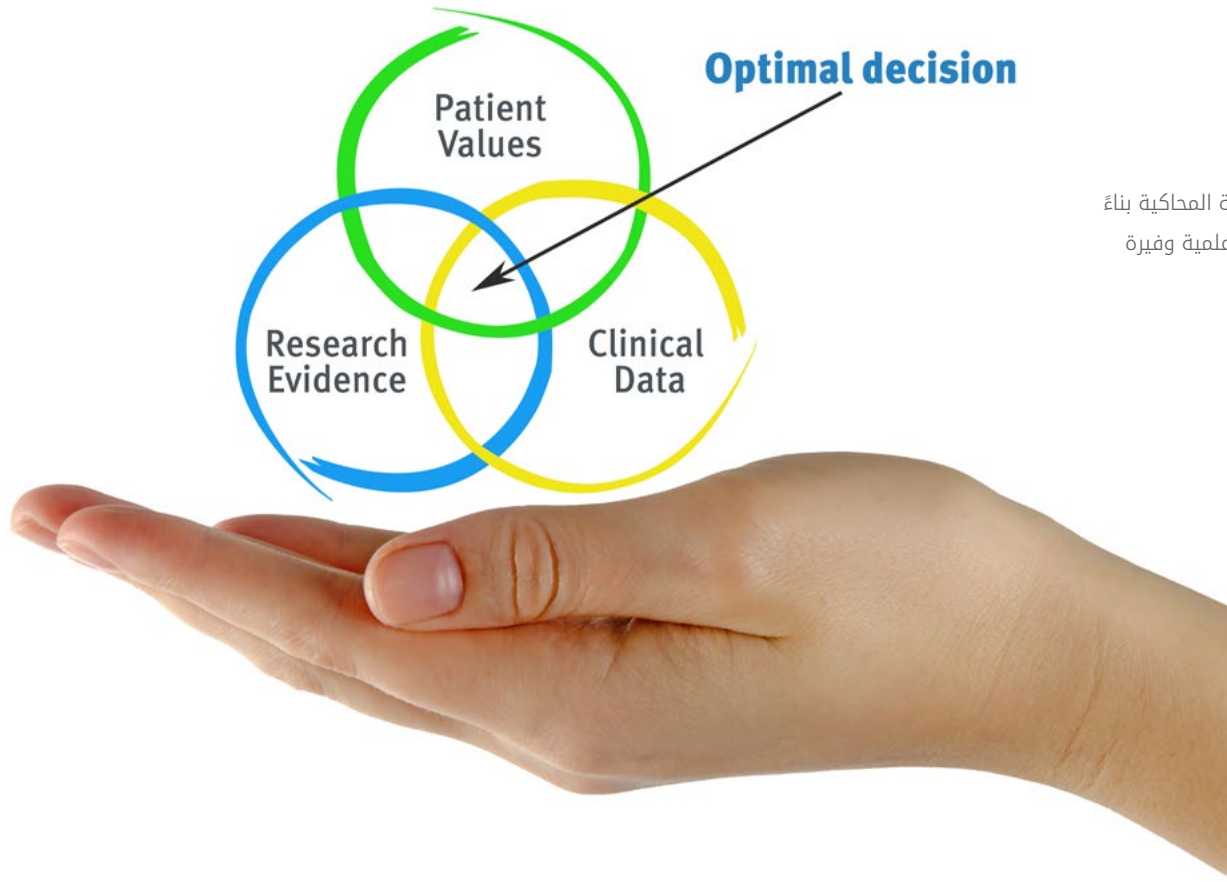 Optimal decision
Patient
Values
Research
Evidence
Clinical
Data
المحاكية بناءً
وفيرة